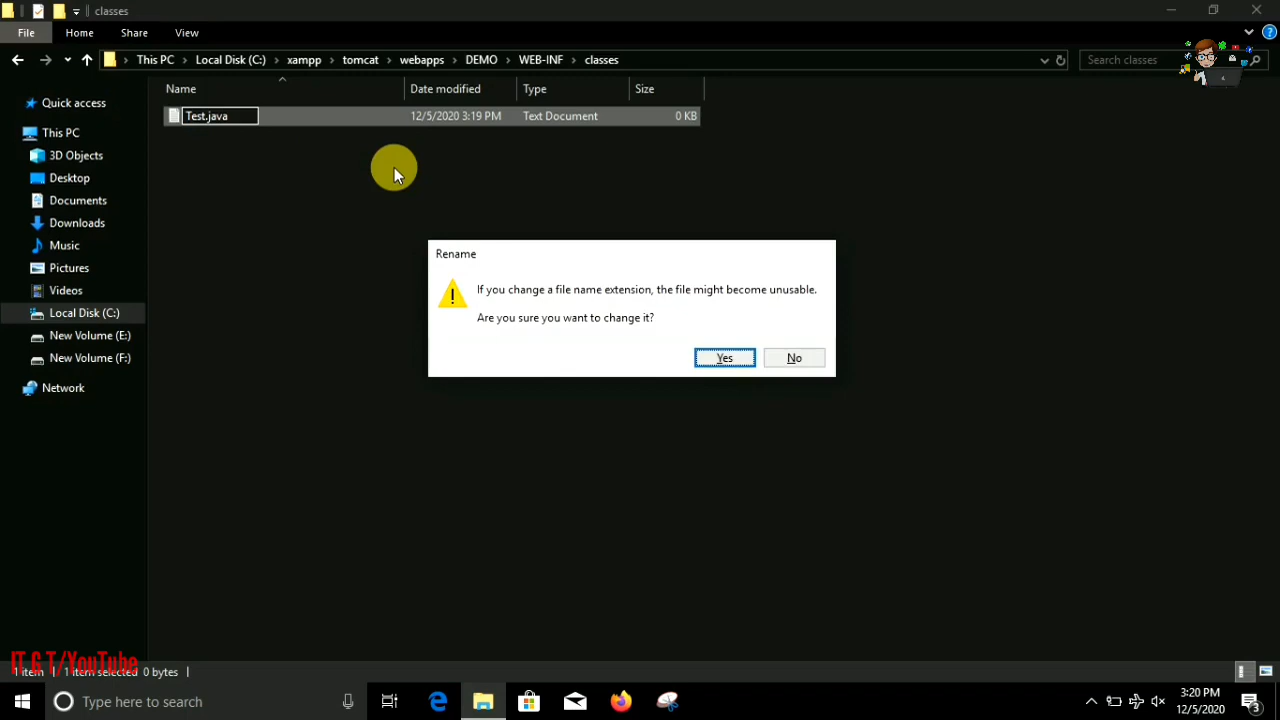 classes
File Home Share View
This PC Local Disk (C:) xampp tomcat webapps DEMO WEB-INF classes
Search classes
Name Date modified Type Size
Test.java 12/5/2020 3:19 PM Text Document 0 KB
Quick access
This PC
3D Objects
Desktop
Documents
Downloads
Music
Pictures
Videos
Local Disk (C:)
New Volume (E:)
New Volume (F:)
Network
Rename
If you change a file name extension, the file might become unusable.
Are you sure you want to change it?
Yes No
IT & T/YouTube
1 item 1 item selected 0 bytes
Type here to search
3:20 PM
12/5/2020
3